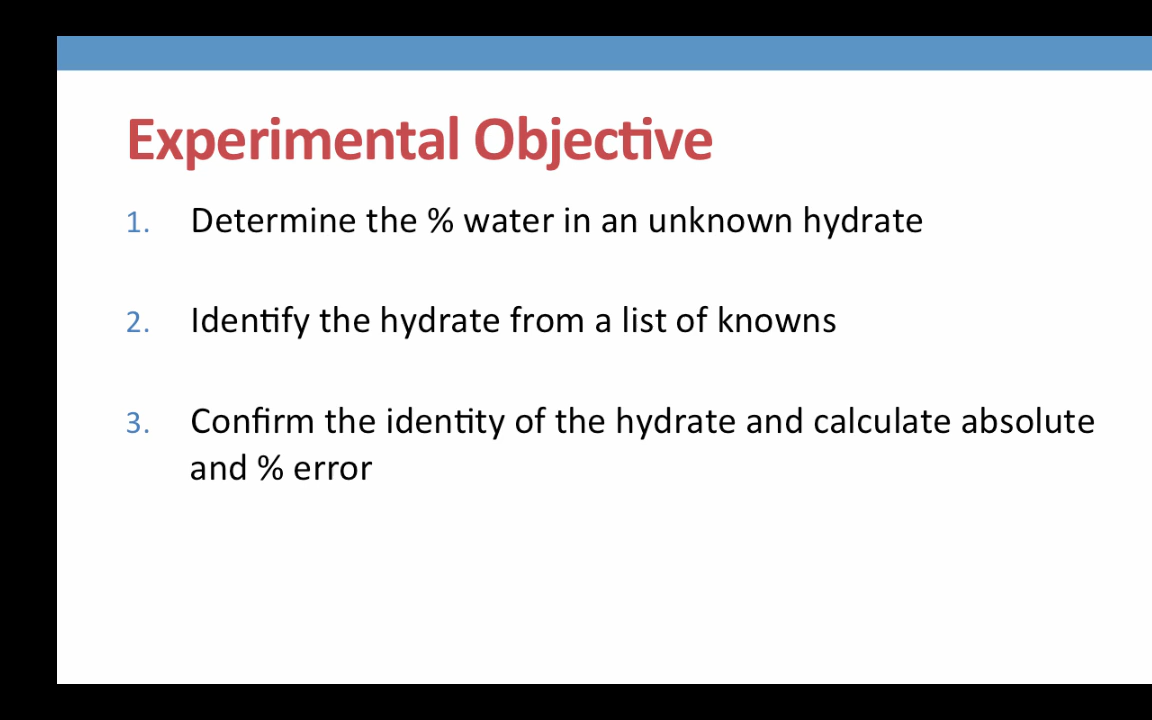 Experimental Objective
1. Determine the % water in an unknown hydrate
2. Identify the hydrate from a list of knowns
3. Confirm the identity of the hydrate and calculate absolute
and % error